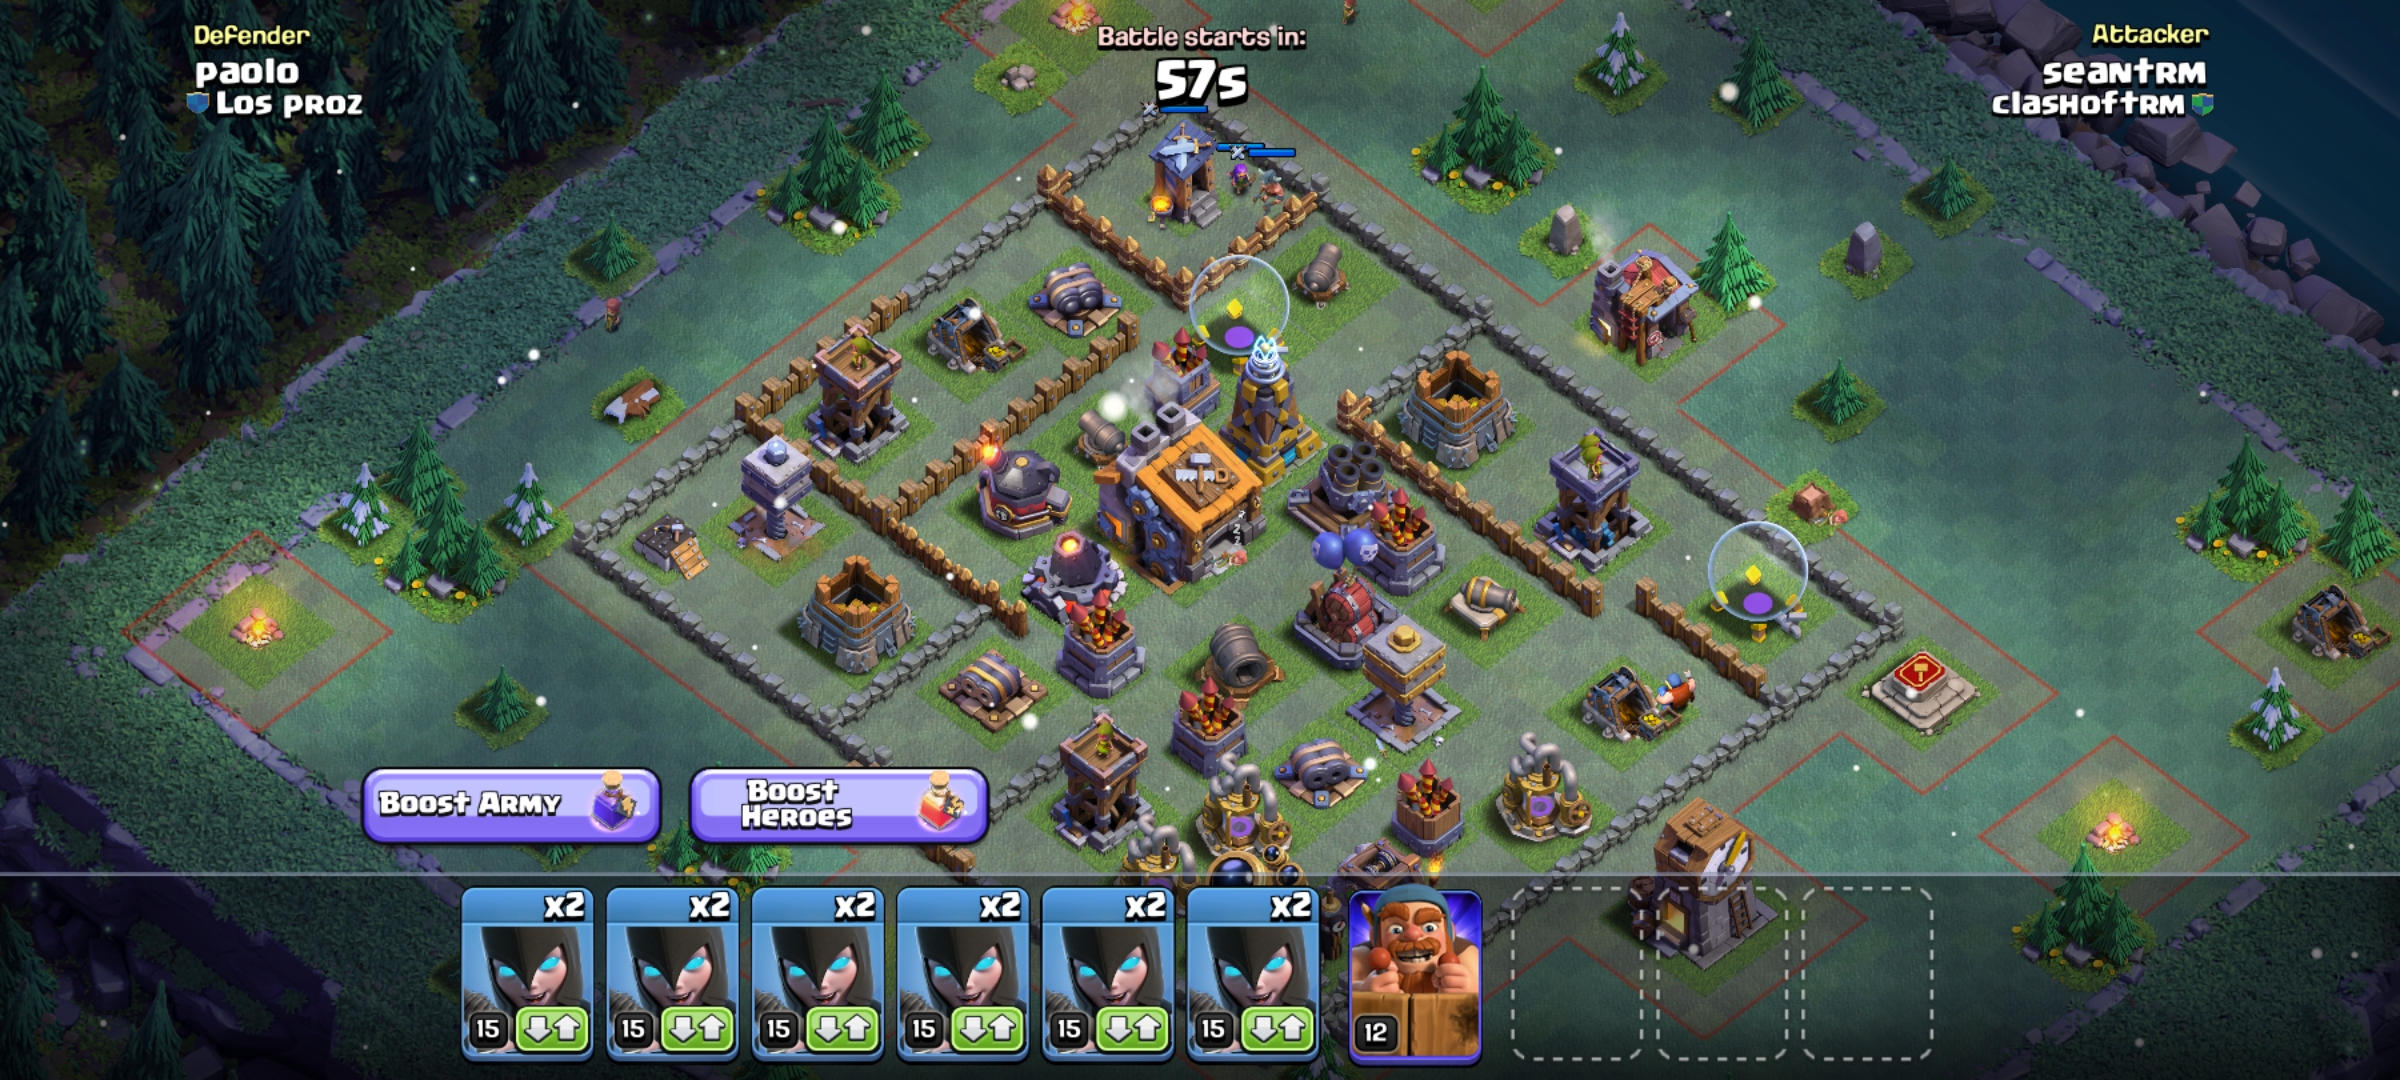 Defender
paolo
Los proz
Battle starts in:
57s
Attacker
seantRM
clashoftRM
Boost Army
Boost
Heroes
x2
x2
x2
x2
x2
x2
15
15
15
15
15
15
12